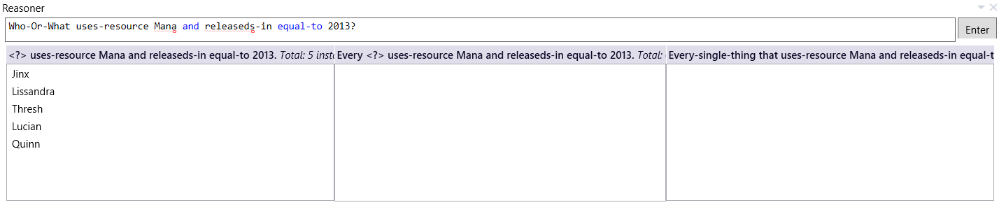 Reasoner
Who-Or-What uses-resource Mana and releaseds-in equal-to 2013?
Enter
<?> uses-resource Mana and releaseds-in equal-to 2013. Total: 5 inst
Every <?> uses-resource Mana and releaseds-in equal-to 2013. Total:
Every-single-thing that uses-resource Mana and releaseds-in equal-t
Jinx
Lissandra
Thresh
Lucian
Quinn